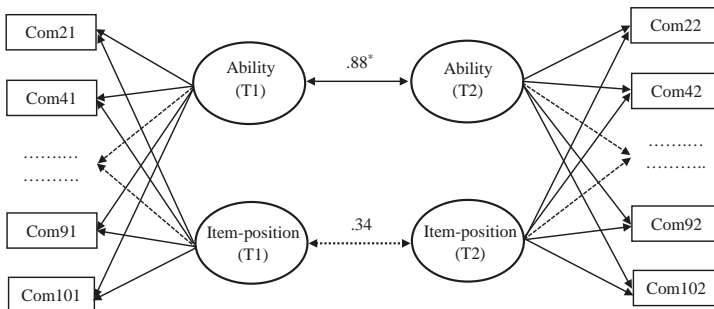 Com21
Com41
.........
.........
Com91
Com101
Ability
(T1)
.88*
Ability
(T2)
Item-position
(T1)
.34
Item-position
(T2)
Com22
Com42
.........
..........
Com92
Com102